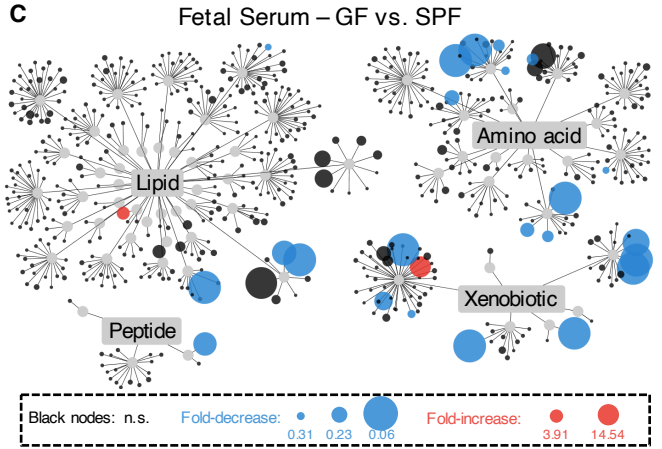 C
Fetal Serum – GF vs. SPF
Amino acid
Lipid
Xenobiotic
Peptide
Black nodes: n.s. Fold-decrease: Fold-increase:
0.31 0.23 0.06 3.91 14.54